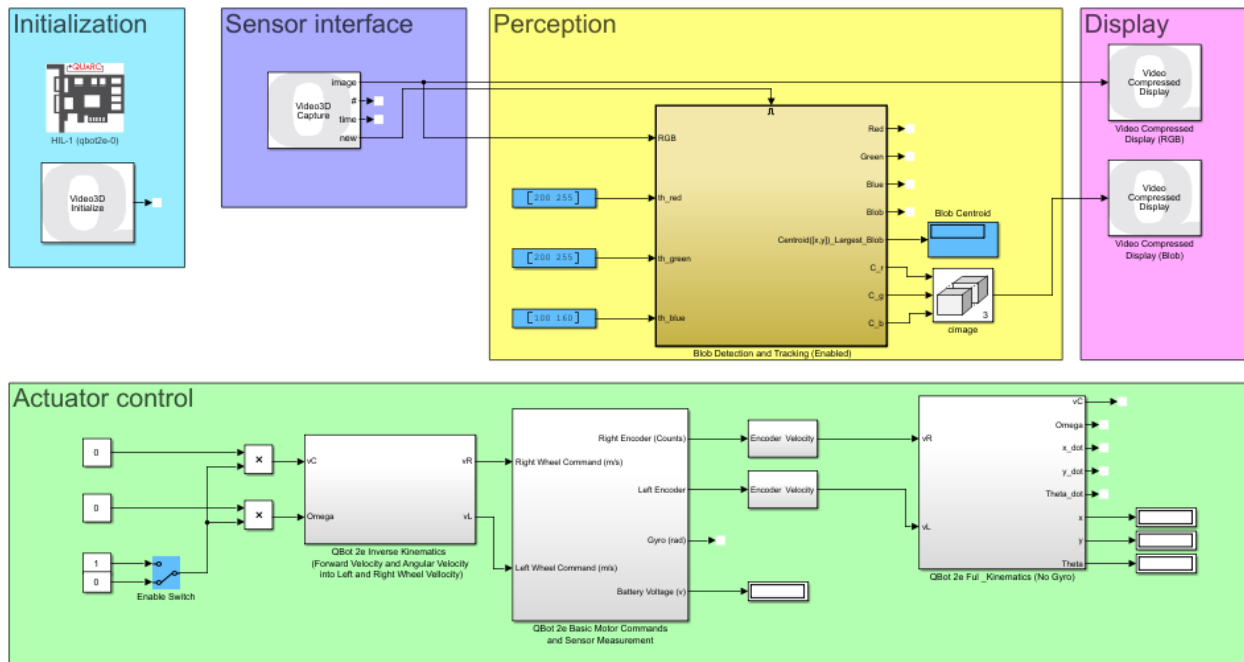 Initialization
QUARC
HIL-1 (qbot2e-0)
Video3D
Initialize
Sensor interface
Video3D
Capture
image
#
time
new
Perception
RGB
th_red
th_green
th_blue
[200 255]
[200 255]
[100 160]
Red
Green
Blue
Blob
Centroid([x,y])_Largest_Blob
C_r
C_g
C_b
Blob Detection and Tracking (Enabled)
Blob Centroid
3
cimage
Display
Video
Compressed
Display
Video Compressed
Display (RGB)
Video
Compressed
Display
Video Compressed
Display (Blob)
Actuator control
0
0
1
0
Enable Switch
×
×
vC
Omega
vR
vL
QBot 2e Inverse Kinematics
(Forward Velocity and Angular Velocity
into Left and Right Wheel Vellocity)
Right Wheel Command (m/s)
Left Wheel Command (m/s)
Right Encoder (Counts)
Left Encoder
Gyro (rad)
Battery Voltage (v)
QBot 2e Basic Motor Commands
and Sensor Measurement
Encoder Velocity
Encoder Velocity
vR
vL
vC
Omega
x_dot
y_dot
Theta_dot
x
y
Theta
QBot 2e Ful _Kinematics (No Gyro)